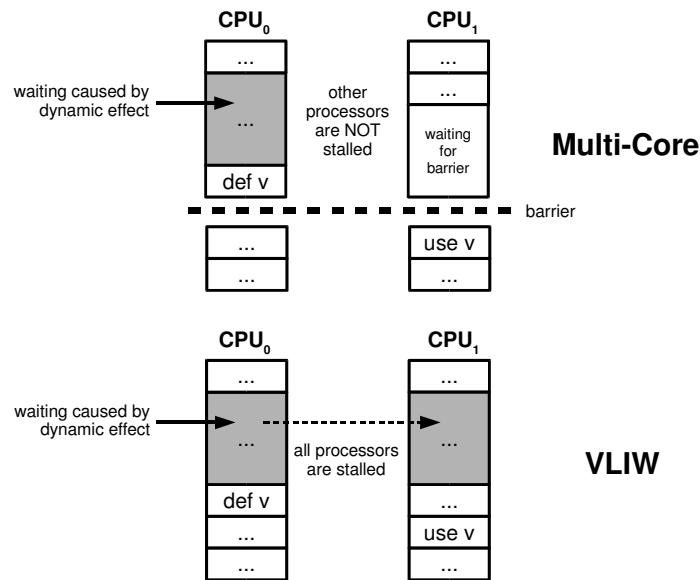 CPU0 CPU1
... ...
waiting caused by
dynamic effect
...
other
processors
are NOT
stalled
...
waiting
for
barrier
Multi-Core
def v
barrier
... use v
... ...
CPU0 CPU1
... ...
waiting caused by
dynamic effect
... ...
all processors
are stalled
VLIW
def v ...
... use v
... ...